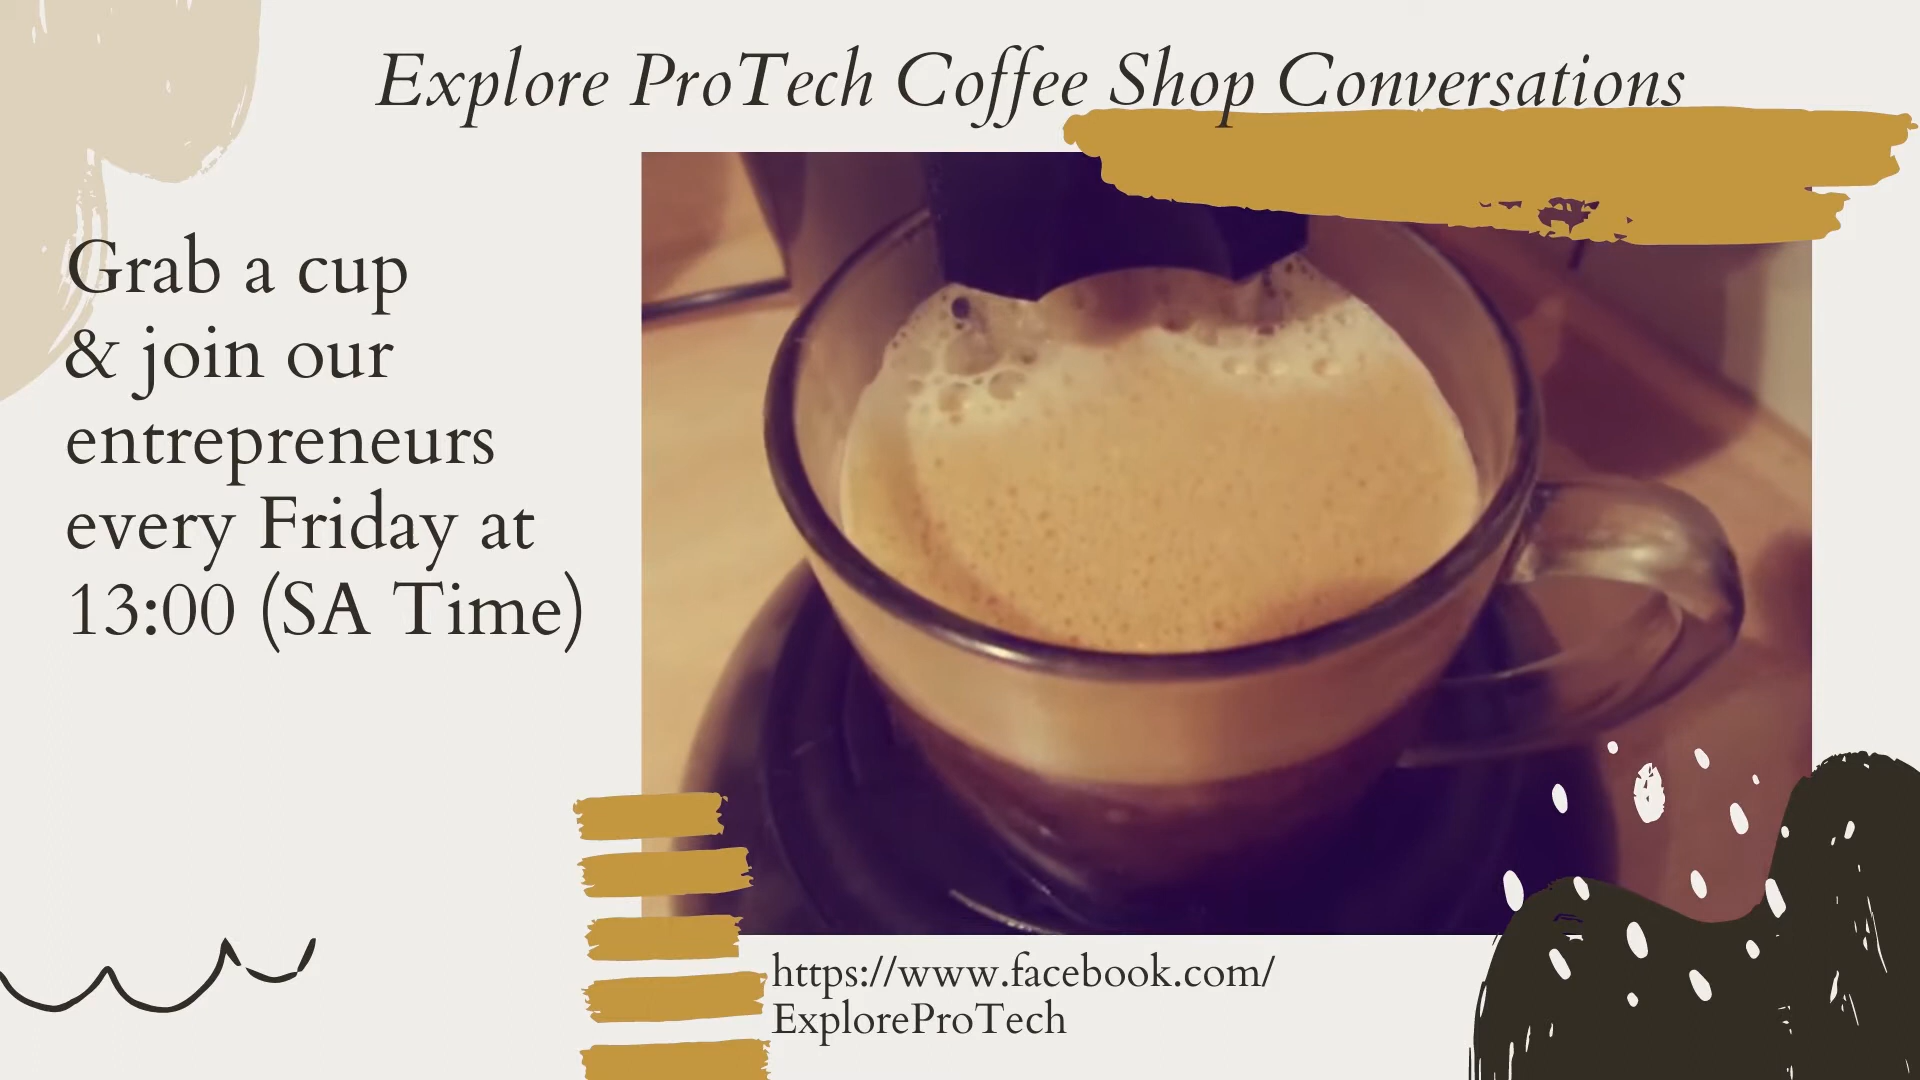 Explore ProTech Coffee Shop Conversations
Grab a cup
& join our
entrepreneurs
every Friday at
13:00 (SA Time)
https://www.facebook.com/
ExploreProTech